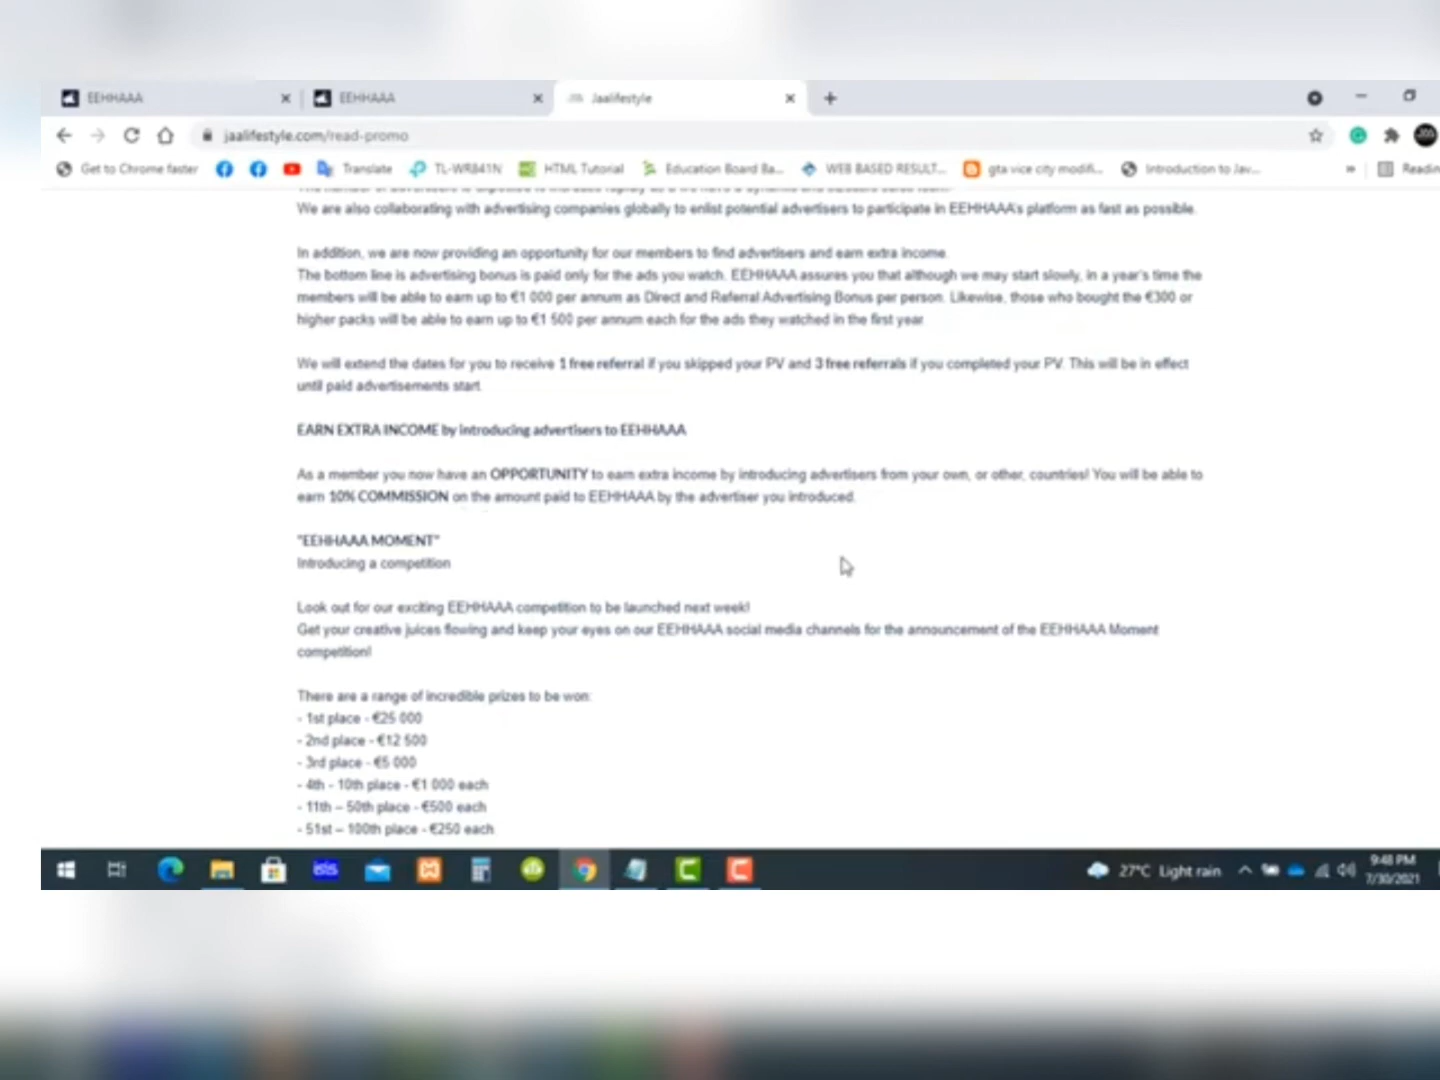 EEHHAAA
EEHHAAA
Jaalifestyle
jaalifestyle.com/read-promo
Get to Chrome faster
Translate
TL-WR841N
HTML Tutorial
Education Board Ba...
WEB BASED RESULT...
gta vice city modifi...
Introduction to Jav...
»
Readin
We are also collaborating with advertising companies globally to enlist potential advertisers to participate in EEHHAAA's platform as fast as possible.
In addition, we are now providing an opportunity for our members to find advertisers and earn extra income.
The bottom line is advertising bonus is paid only for the ads you watch. EEHHAAA assures you that although we may start slowly, in a year's time the
members will be able to earn up to €1 000 per annum as Direct and Referral Advertising Bonus per person. Likewise, those who bought the €300 or
higher packs will be able to earn up to €1 500 per annum each for the ads they watched in the first year.
We will extend the dates for you to receive 1 free referral if you skipped your PV and 3 free referrals if you completed your PV. This will be in effect
until paid advertisements start.
EARN EXTRA INCOME by introducing advertisers to EEHHAAA
As a member you now have an OPPORTUNITY to earn extra income by introducing advertisers from your own, or other, countries! You will be able to
earn 10% COMMISSION on the amount paid to EEHHAAA by the advertiser you introduced.
"EEHHAAA MOMENT"
Introducing a competition
Look out for our exciting EEHHAAA competition to be launched next week!
Get your creative juices flowing and keep your eyes on our EEHHAAA social media channels for the announcement of the EEHHAAA Moment
competition!
There are a range of incredible prizes to be won:
- 1st place - €25 000
- 2nd place - €12 500
- 3rd place - €5 000
- 4th - 10th place - €1 000 each
- 11th – 50th place - €500 each
- 51st – 100th place - €250 each
27°C Light rain
9:48 PM
7/30/2021